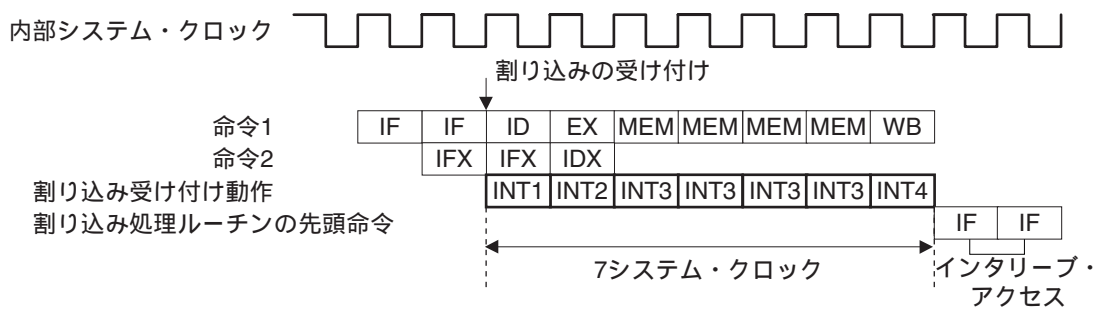 内部システム・クロック
割り込みの受け付け
命令1 IF IF ID EX MEM MEM MEM MEM WB
命令2 IFX IFX IDX
割り込み受け付け動作 INT1 INT2 INT3 INT3 INT3 INT3 INT4
割り込み処理ルーチンの先頭命令 IF IF
7システム・クロック
インタリーブ・
アクセス